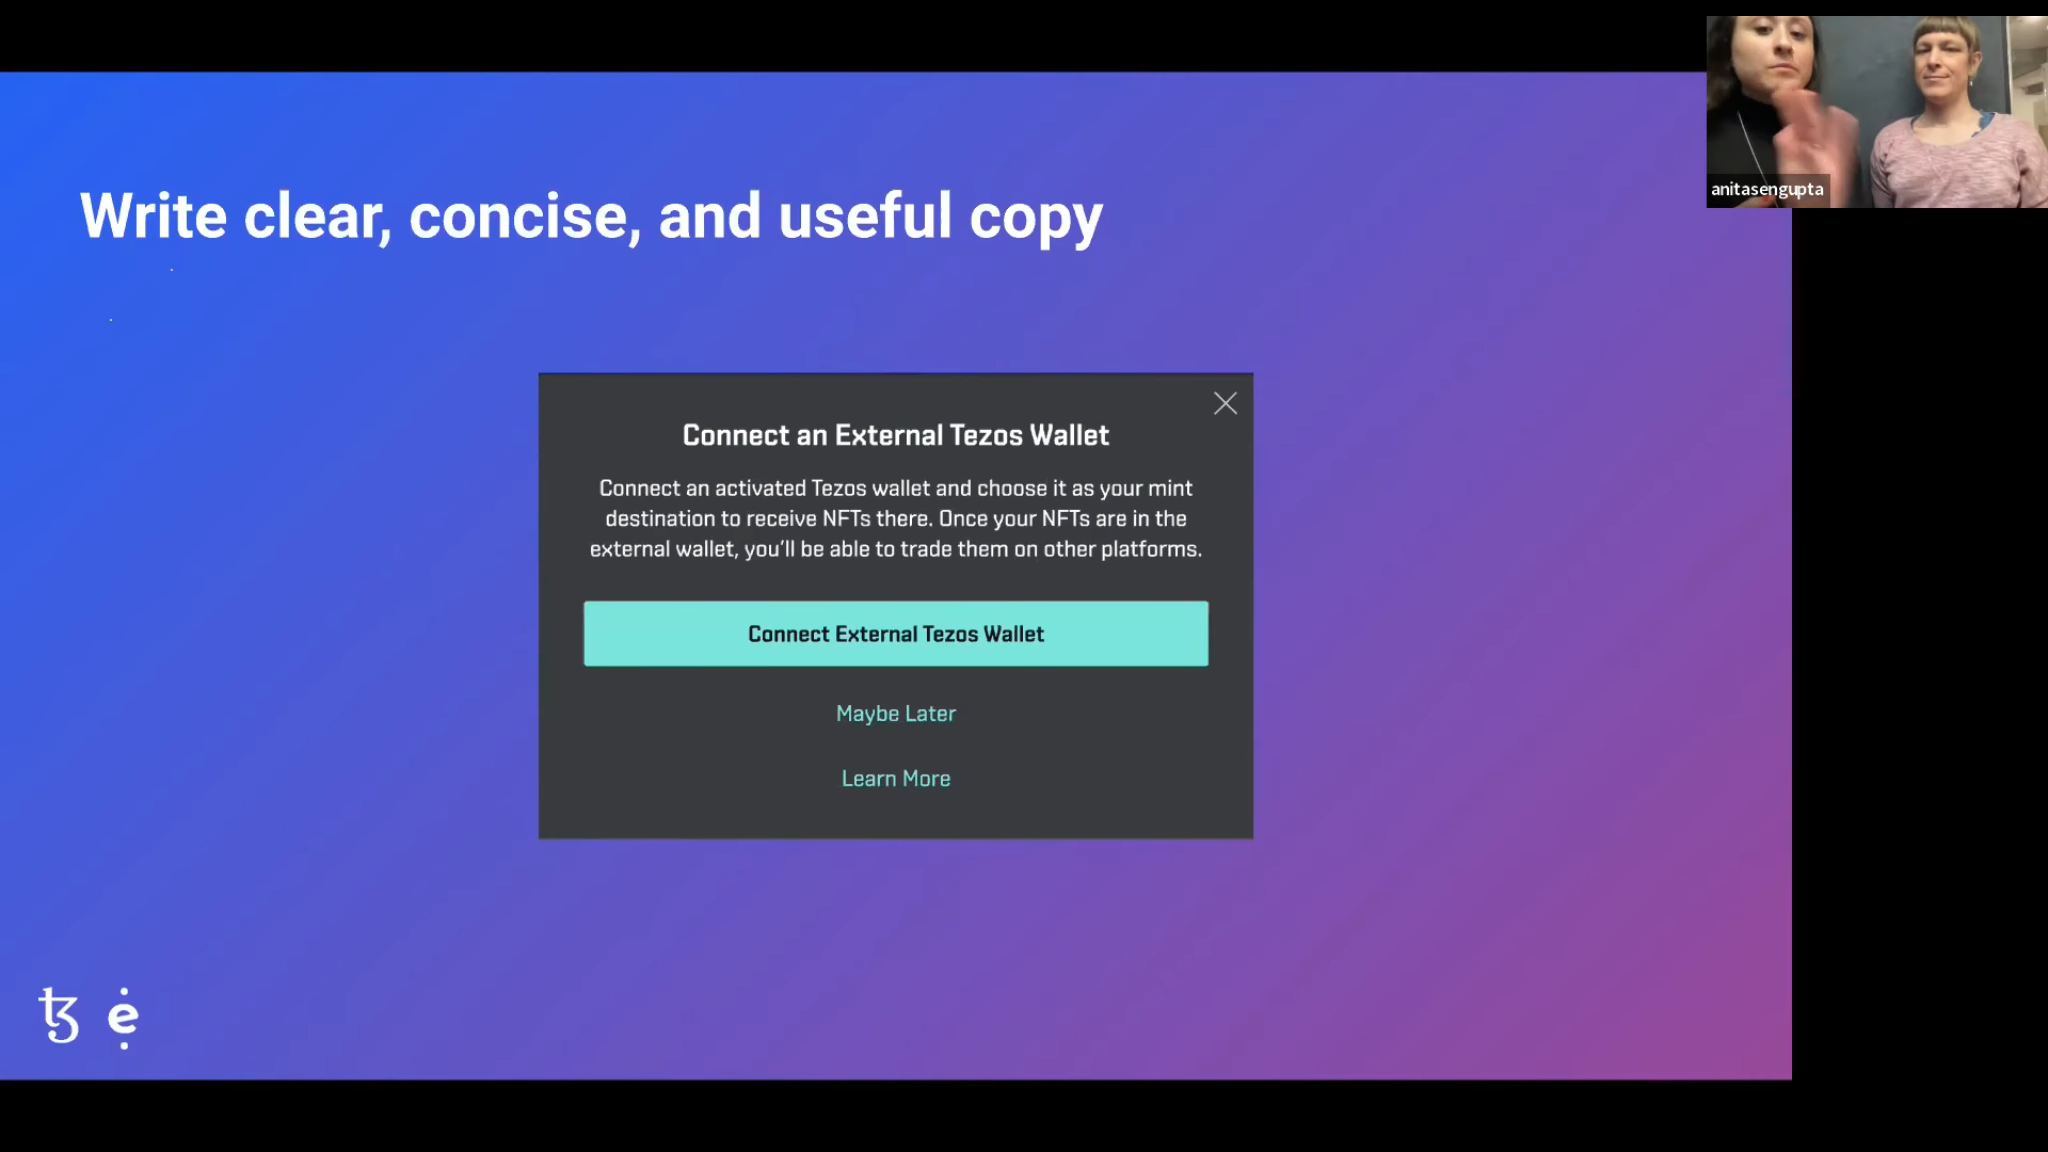 Write clear, concise, and useful copy
anitasengupta
Connect an External Tezos Wallet
Connect an activated Tezos wallet and choose it as your mint
destination to receive NFTs there. Once your NFTs are in the
external wallet, you'll be able to trade them on other platforms.
Connect External Tezos Wallet
Maybe Later
Learn More